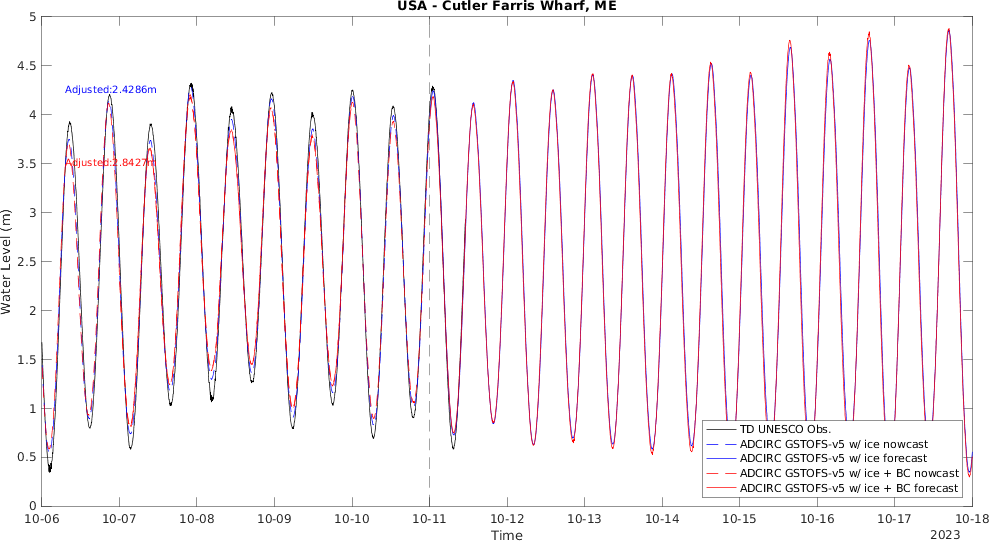 USA - Cutler Farris Wharf, ME
5
4.5
4
3.5
3
2.5
2
1.5
1
0.5
0
Water Level (m)
Adjusted:2.4286m
Adjusted:2.8427m
TD UNESCO Obs.
ADCIRC GSTOFS-v5 w/ ice nowcast
ADCIRC GSTOFS-v5 w/ ice forecast
ADCIRC GSTOFS-v5 w/ ice + BC nowcast
ADCIRC GSTOFS-v5 w/ ice + BC forecast
10-06 10-07 10-08 10-09 10-10 10-11 10-12 10-13 10-14 10-15 10-16 10-17 10-18
Time
2023